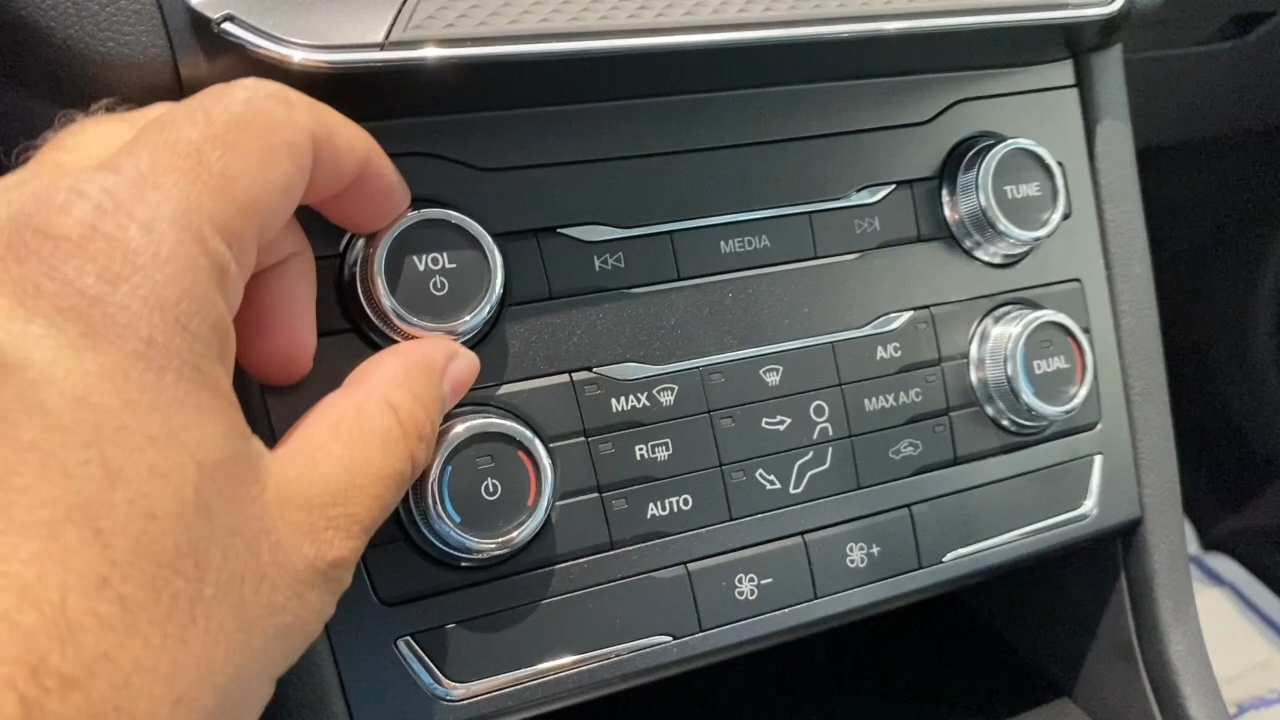 VOL
MEDIA
TUNE
MAX
A/C
DUAL
R
MAX A/C
AUTO